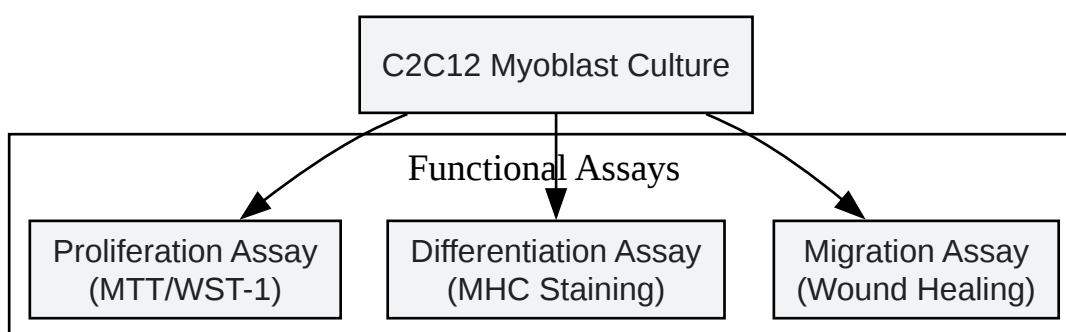 C2C12 Myoblast Culture
Functional Assays
Proliferation Assay
(MTT/WST-1)
Differentiation Assay
(MHC Staining)
Migration Assay
(Wound Healing)